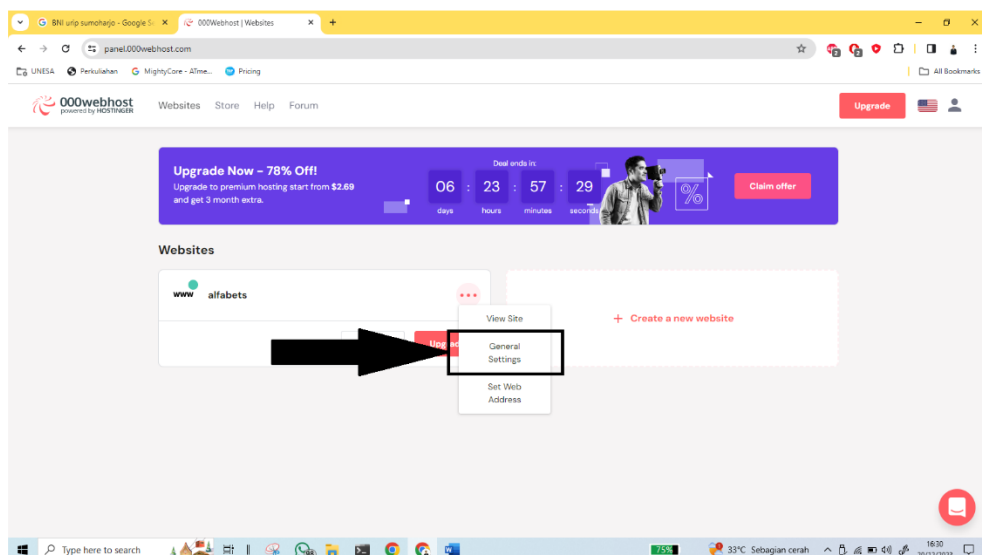 BNI urip sumoharjo - Google Se
000Webhost | Websites
panel.000webhost.com
UNESA
Perkuliahan
MightyCore - ATme...
Pricing
All Bookmarks
000webhost
powered by HOSTINGER
Websites
Store
Help
Forum
Upgrade
Upgrade Now – 78% Off!
Upgrade to premium hosting start from $2.69
and get 3 month extra.
Deal ends in:
06 : 23 : 57 : 29
days hours minutes seconds
%
Claim offer
Websites
www
alfabets
View Site
+ Create a new website
Upgrad
General
Settings
Set Web
Address
Type here to search
75%
33°C Sebagian cerah
16:30